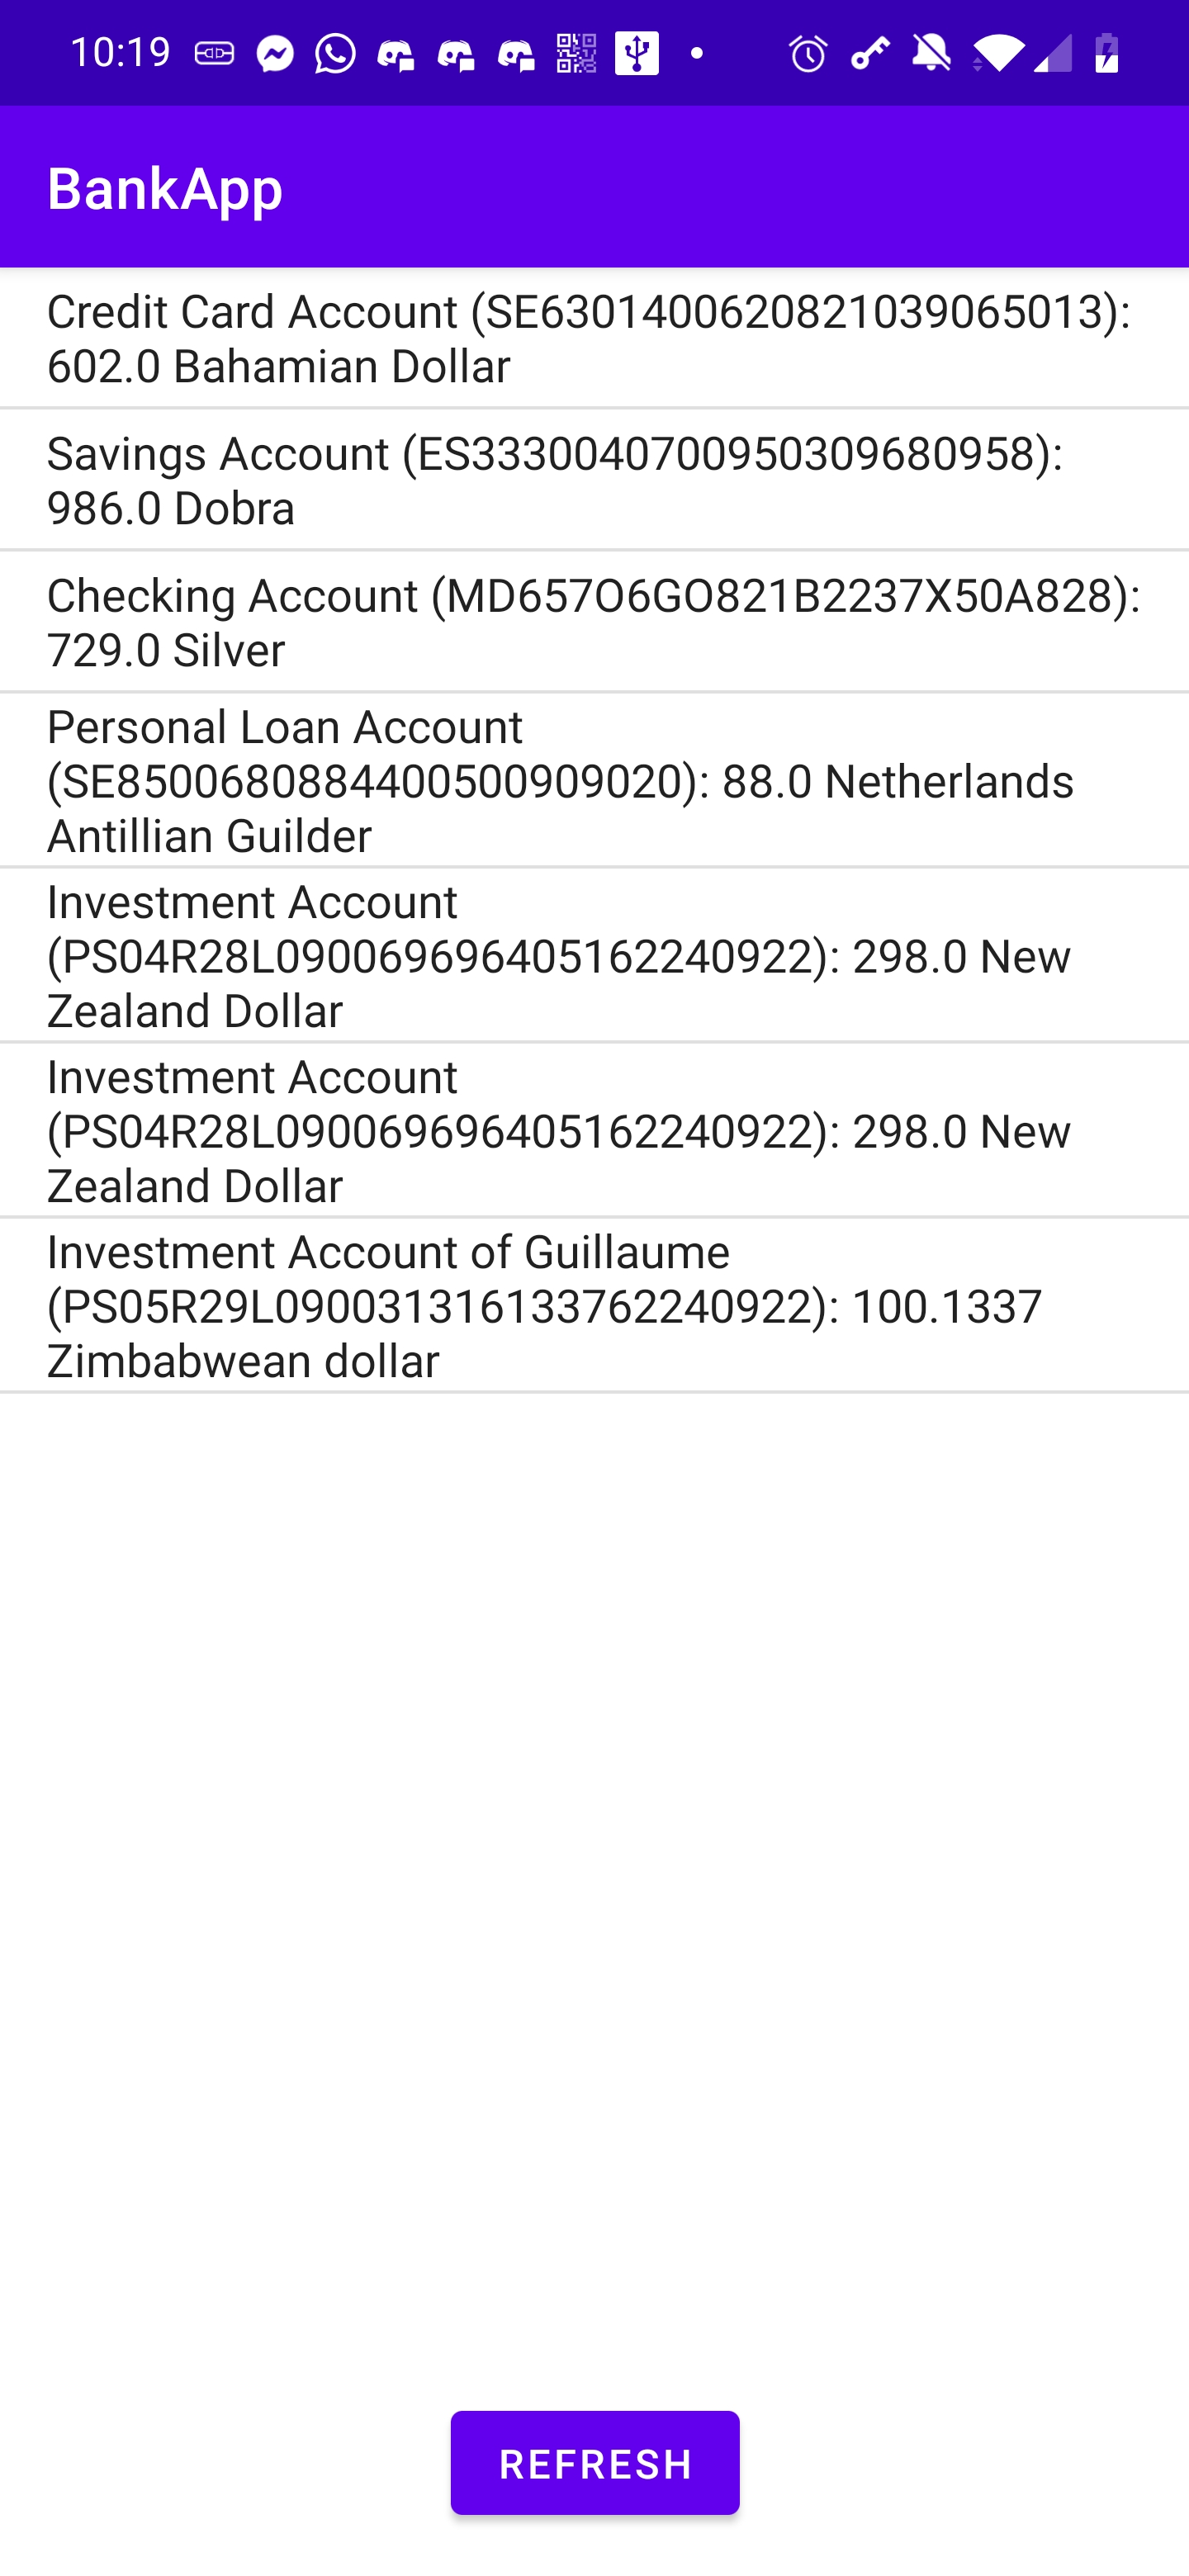 10:19
BankApp
Credit Card Account (SE6301400620821039065013):
602.0 Bahamian Dollar
Savings Account (ES3330040700950309680958):
986.0 Dobra
Checking Account (MD657O6GO821B2237X50A828):
729.0 Silver
Personal Loan Account
(SE8500680884400500909020): 88.0 Netherlands
Antillian Guilder
Investment Account
(PS04R28L090069696405162240922): 298.0 New
Zealand Dollar
Investment Account
(PS04R28L090069696405162240922): 298.0 New
Zealand Dollar
Investment Account of Guillaume
(PS05R29L090031316133762240922): 100.1337
Zimbabwean dollar
REFRESH